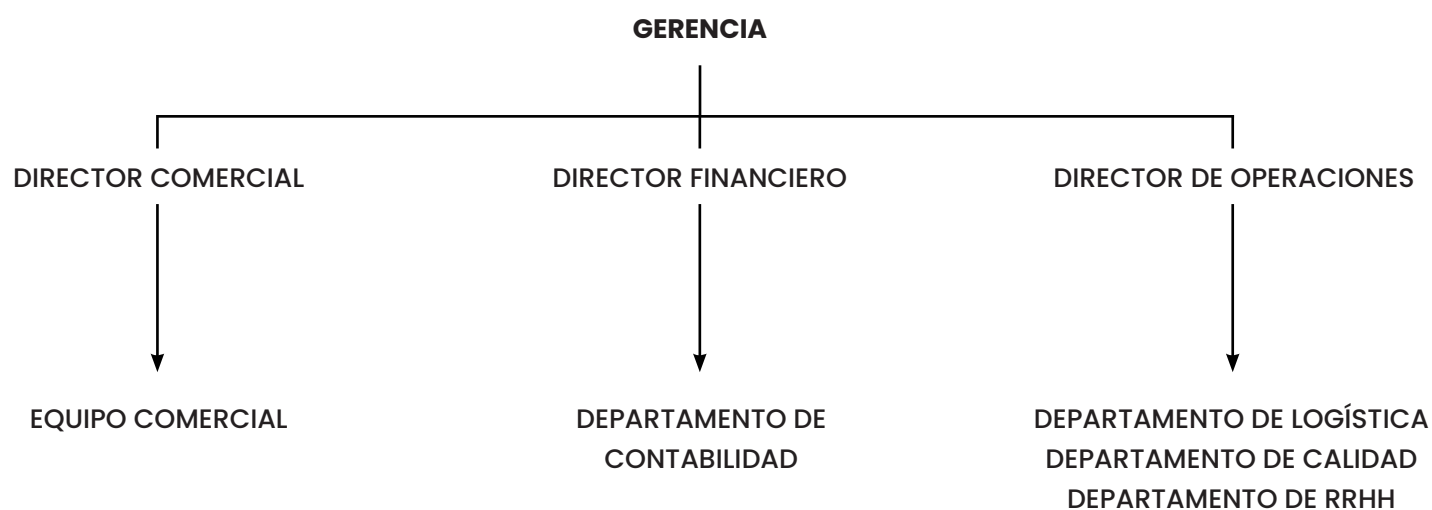 GERENCIA
DIRECTOR COMERCIAL
DIRECTOR FINANCIERO
DIRECTOR DE OPERACIONES
EQUIPO COMERCIAL
DEPARTAMENTO DE
CONTABILIDAD
DEPARTAMENTO DE LOGÍSTICA
DEPARTAMENTO DE CALIDAD
DEPARTAMENTO DE RRHH